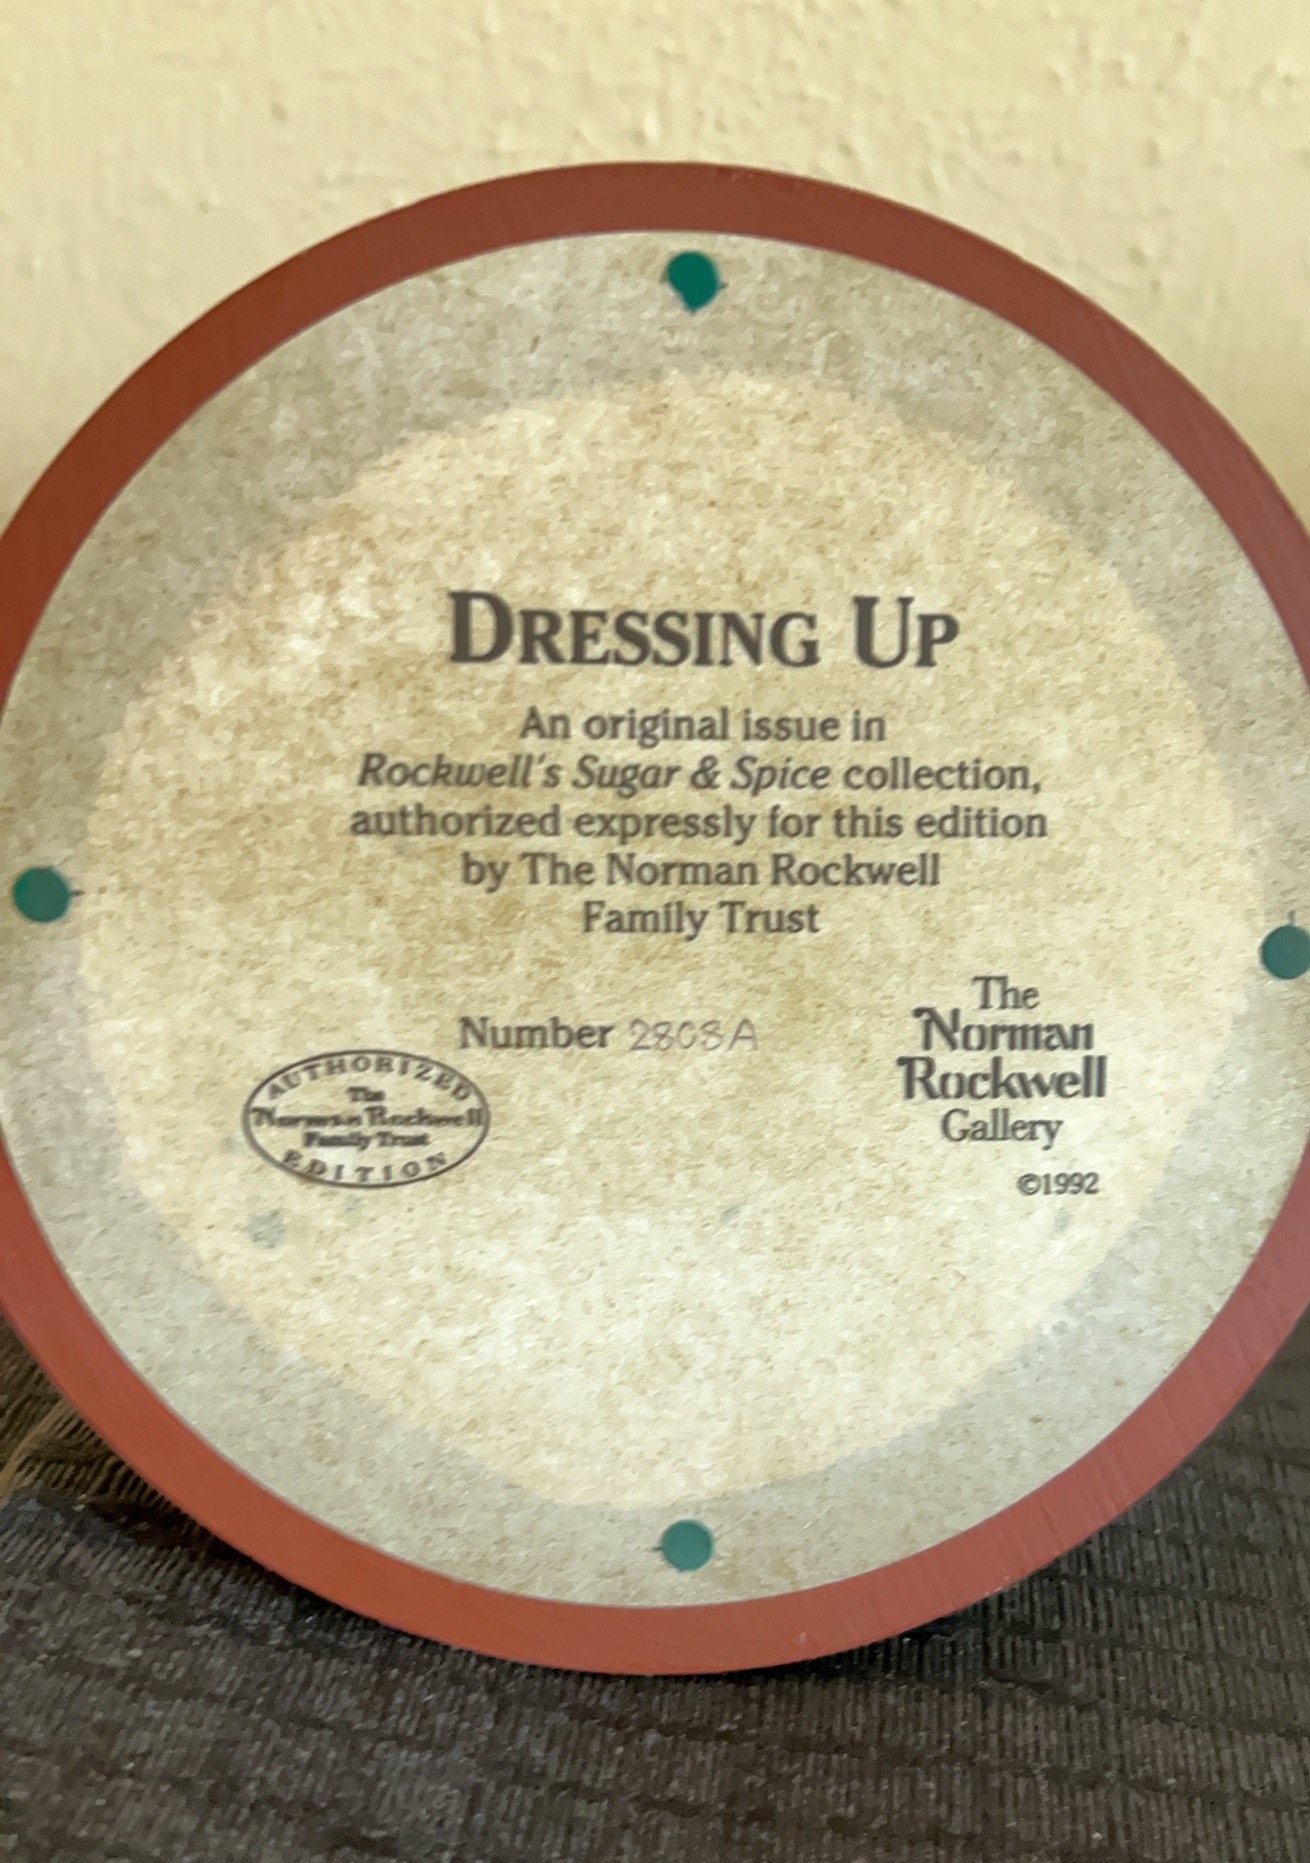 DRESSING UP
An original issue in
Rockwell's Sugar & Spice collection,
authorized expressly for this edition
by The Norman Rockwell
Family Trust
Number 2808A
AUTHORIZED
The
Norman Rockwell
Family Trust
EDITION
The
Norman
Rockwell
Gallery
©1992